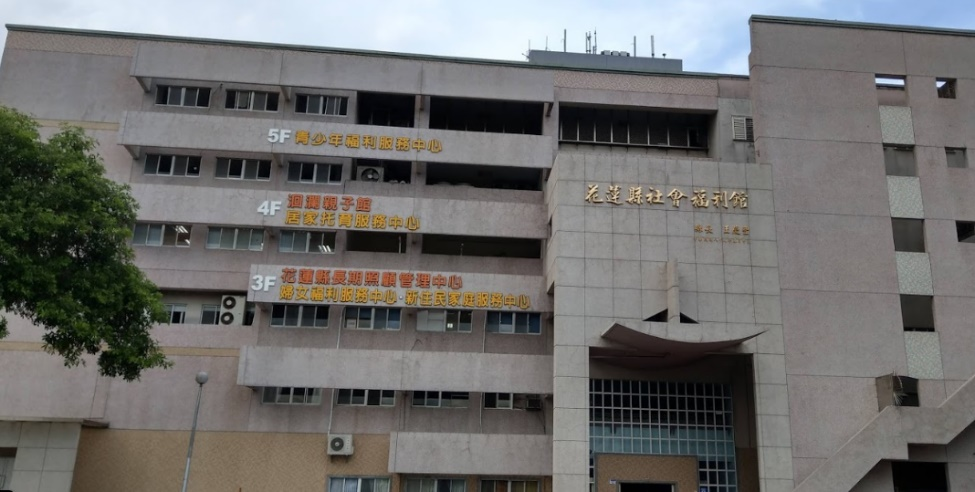 5F 青少年福利服務中心
花蓮縣社會福利館
縣長
4F 洄瀾親子館
居家托育服務中心
3F 花蓮縣長期照顧管理中心
婦女福利服務中心·新住民家庭服務中心